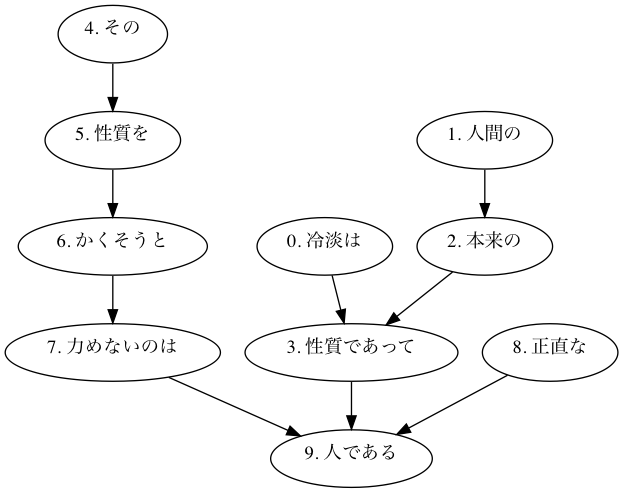 4. その
5. 性質を
1. 人間の
6. かくそうと
0. 冷淡は
2. 本来の
7. 力めないのは
3. 性質であって
8. 正直な
9. 人である